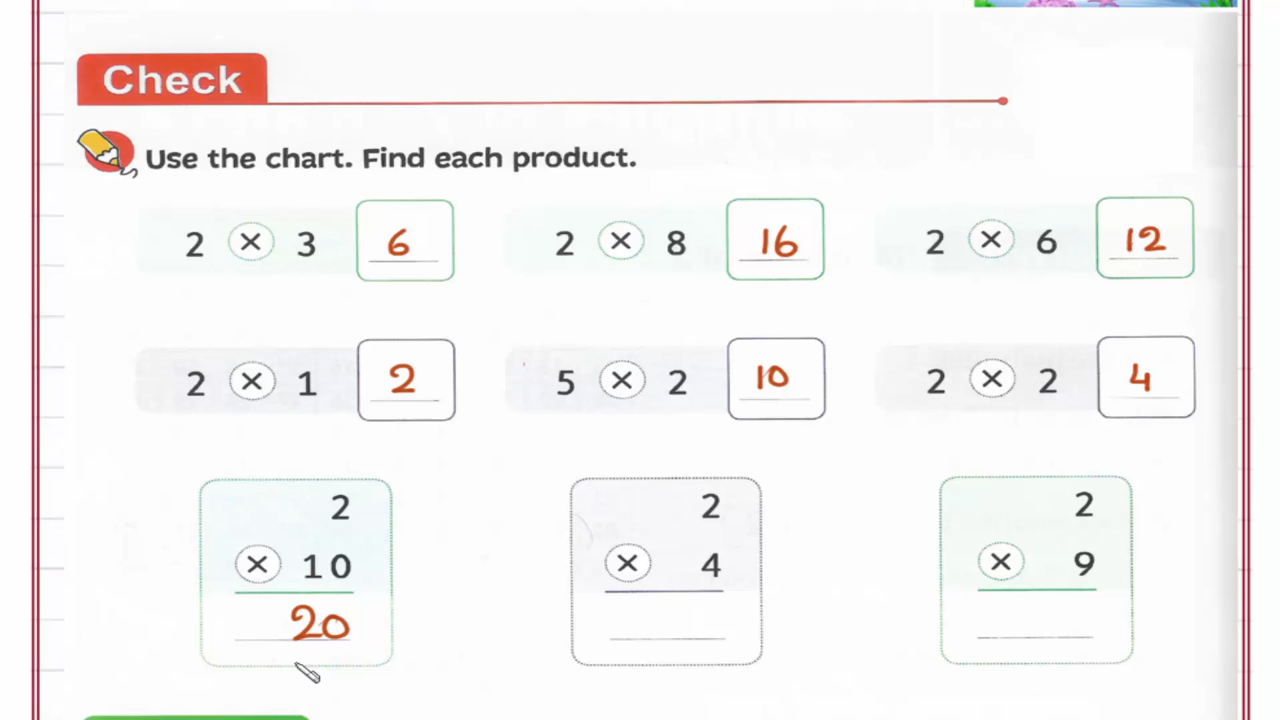 Check
Use the chart. Find each product.
2 × 3 6 2 × 8 16 2 × 6 12
2 × 1 2 5 × 2 10 2 × 2 4
2 2 2
× 10 × 4 × 9
20